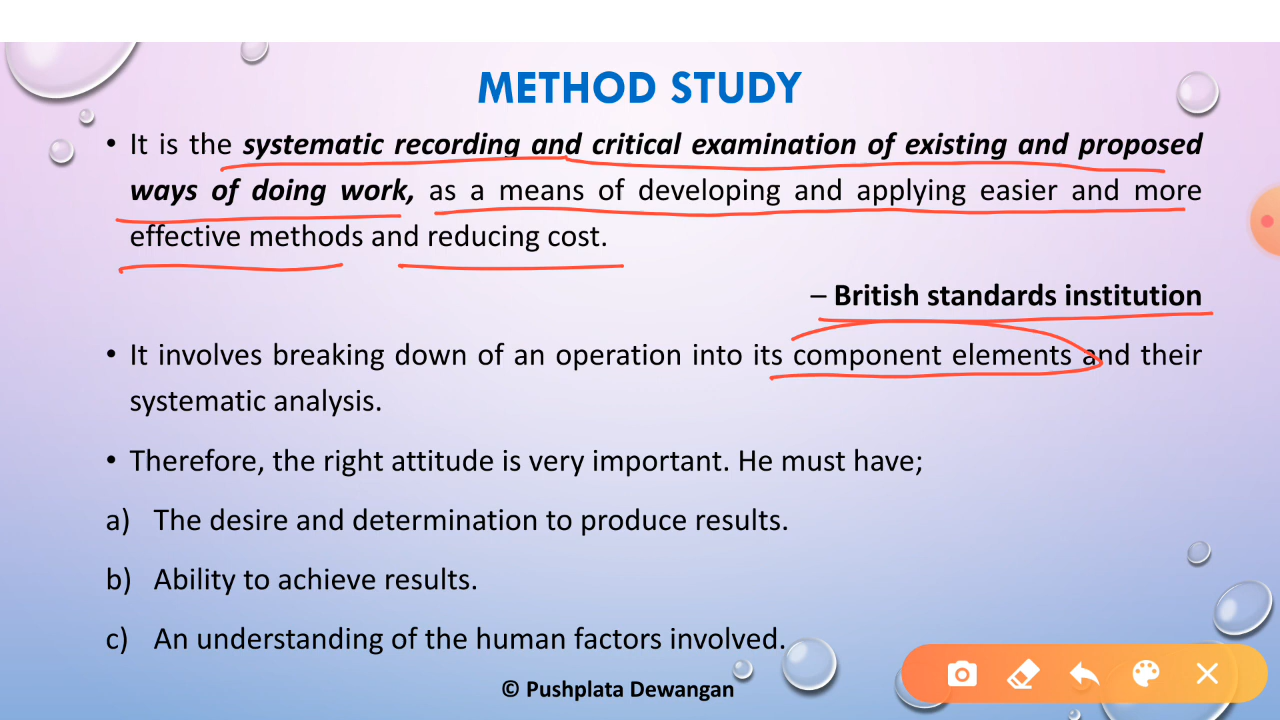 METHOD STUDY
• It is the systematic recording and critical examination of existing and proposed
ways of doing work, as a means of developing and applying easier and more
effective methods and reducing cost.
– British standards institution
• It involves breaking down of an operation into its component elements and their
systematic analysis.
• Therefore, the right attitude is very important. He must have;
a) The desire and determination to produce results.
b) Ability to achieve results.
c) An understanding of the human factors involved.
© Pushplata Dewangan